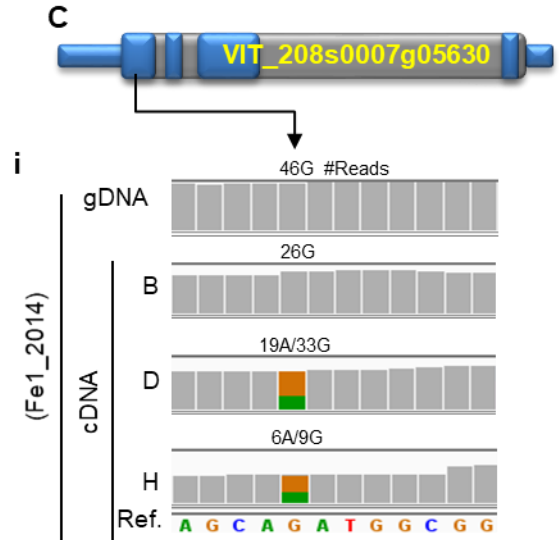 C
VIT_208s0007g05630
i
46G #Reads
gDNA
26G
B
19A/33G
D
6A/9G
H
(Fe1_2014)
cDNA
Ref. A G C A G A T G G C G G